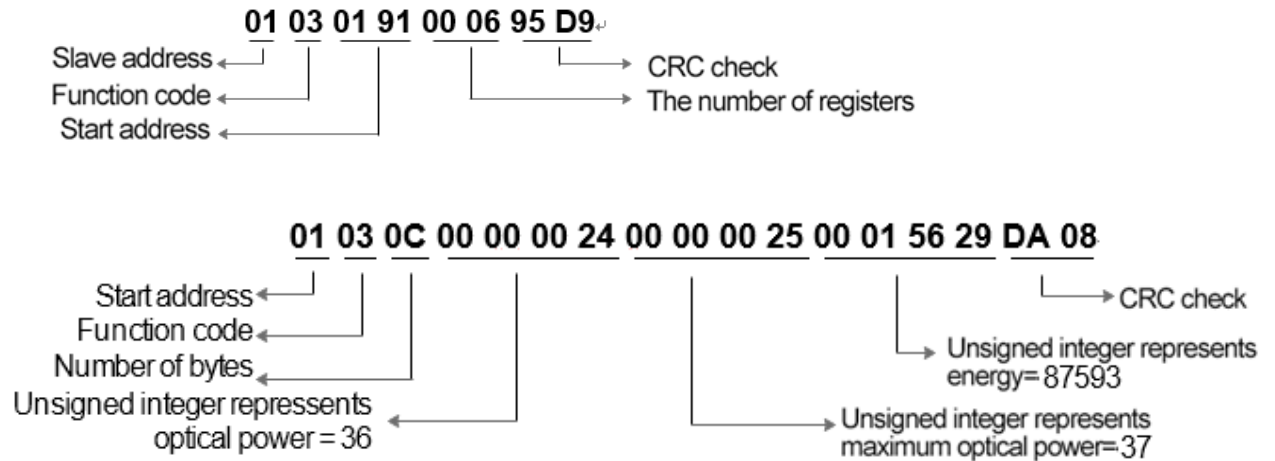 01 03 01 91 00 06 95 D9
Slave address
CRC check
Function code
The number of registers
Start address
01 03 0C 00 00 00 24 00 00 00 25 00 01 56 29 DA 08
Start address
CRC check
Function code
Number of bytes
Unsigned integer represents
energy=87593
Unsigned integer repressents
optical power = 36
Unsigned integer represents
maximum optical power=37